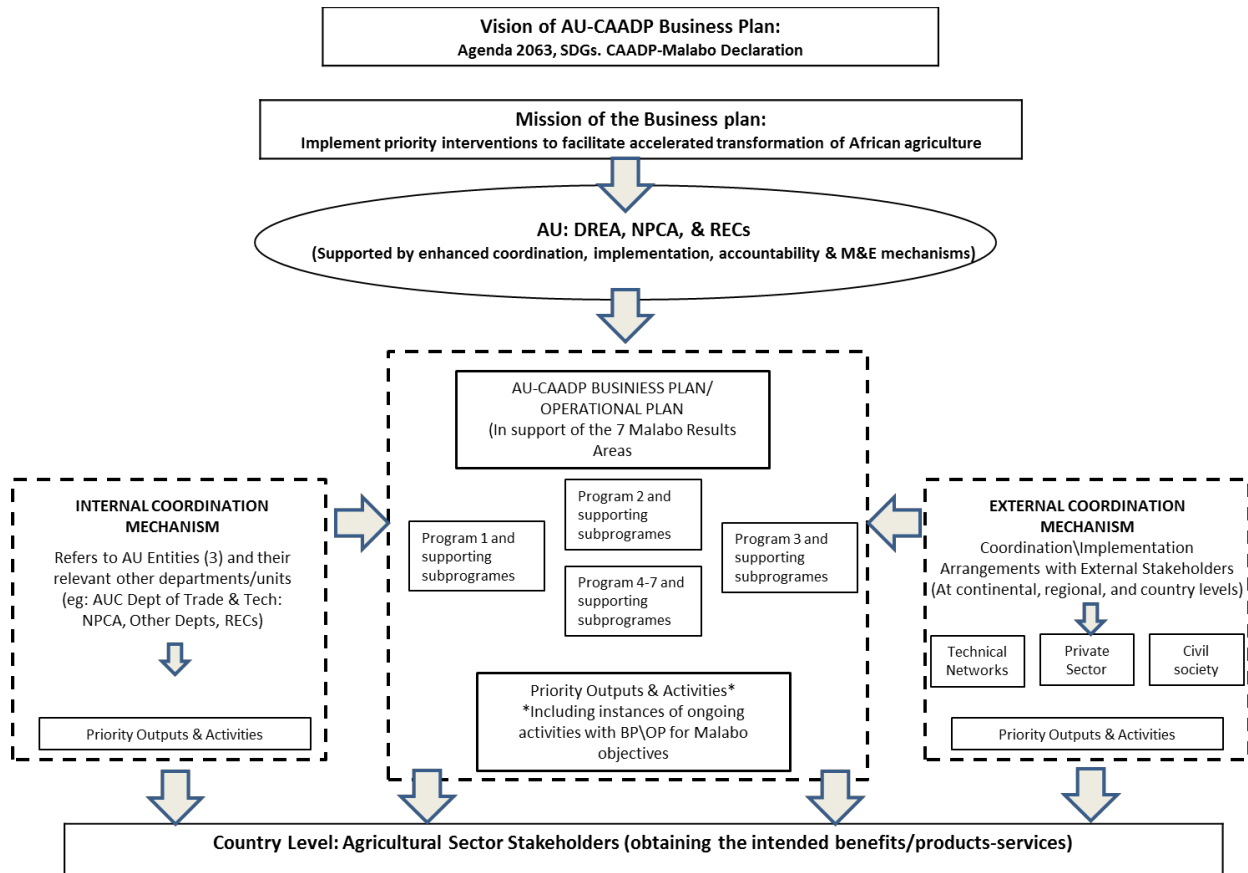 Vision of AU-CAADP Business Plan:
Agenda 2063, SDGs. CAADP-Malabo Declaration
Mission of the Business plan:
Implement priority interventions to facilitate accelerated transformation of African agriculture
AU: DREA, NPCA, & RECs
(Supported by enhanced coordination, implementation, accountability & M&E mechanisms)
AU-CAADP BUSINIESS PLAN/
OPERATIONAL PLAN
(In support of the 7 Malabo Results
Areas
INTERNAL COORDINATION
MECHANISM
Refers to AU Entities (3) and their
relevant other departments/units
(eg: AUC Dept of Trade & Tech:
NPCA, Other Depts, RECs)
Priority Outputs & Activities
Program 1 and
supporting
subprogrames
Program 2 and
supporting
subprogrames
Program 4-7 and
supporting
subprogrames
Program 3 and
supporting
subprogrames
Priority Outputs & Activities*
*Including instances of ongoing
activities with BP\OP for Malabo
objectives
EXTERNAL COORDINATION
MECHANISM
Coordination\Implementation
Arrangements with External Stakeholders
(At continental, regional, and country levels)
Technical
Networks
Private
Sector
Civil
society
Priority Outputs & Activities
Country Level: Agricultural Sector Stakeholders (obtaining the intended benefits/products-services)